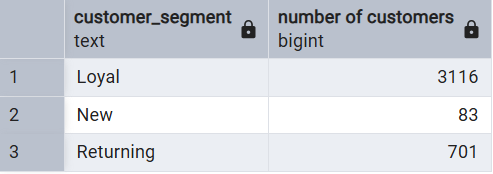 customer_segment number of customers
text bigint
1 Loyal 3116
2 New 83
3 Returning 701